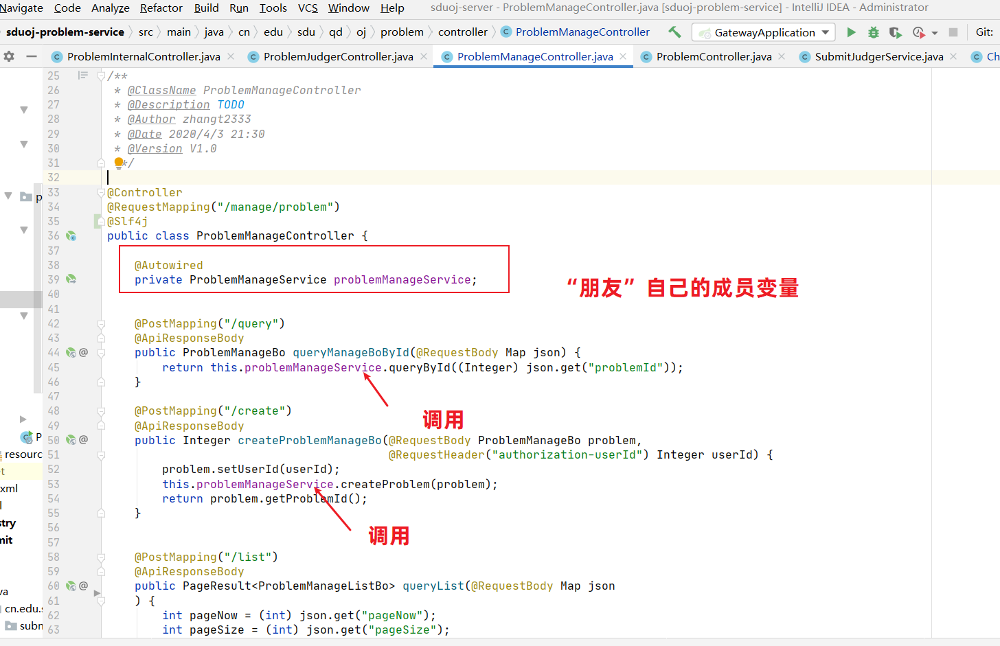 Navigate Code Analyze Refactor Build Run Tools VCS Window Help sduoj-server - ProblemManageController.java [sduoj-problem-service] - IntelliJ IDEA - Administrator
sduoj-problem-service src main java cn edu sdu qd oj problem controller ProblemManageController GatewayApplication Git:
ProblemInternalController.java ProblemJudgerController.java ProblemManageController.java ProblemController.java SubmitJudgerService.java Ch
25 /**
26 * @ClassName ProblemManageController
27 * @Description TODO
28 * @Author zhangt2333
29 * @Date 2020/4/3 21:30
30 * @Version V1.0
31 */
32
33 @Controller
34 @RequestMapping("/manage/problem")
35 @Slf4j
36 public class ProblemManageController {
37
38 @Autowired
39 private ProblemManageService problemManageService;
“朋友”自己的成员变量
40
41
42 @PostMapping("/query")
43 @ApiResponseBody
44 @ public ProblemManageBo queryManageBoById(@RequestBody Map json) {
45 return this.problemManageService.queryById((Integer) json.get("problemId"));
46 }
47
调用
48 @PostMapping("/create")
49 @ApiResponseBody
50 @ public Integer createProblemManageBo(@RequestBody ProblemManageBo problem,
51 @RequestHeader("authorization-userId") Integer userId) {
52 problem.setUserId(userId);
53 this.problemManageService.createProblem(problem);
54 return problem.getProblemId();
55 }
56
调用
57
58 @PostMapping("/list")
59 @ApiResponseBody
60 @ public PageResult<ProblemManageListBo> queryList(@RequestBody Map json
61 ) {
62 int pageNow = (int) json.get("pageNow");
63 int pageSize = (int) json.get("pageSize");
p
P
resourc
t
xml
l
stry
mit
va
cn.edu.s
subm